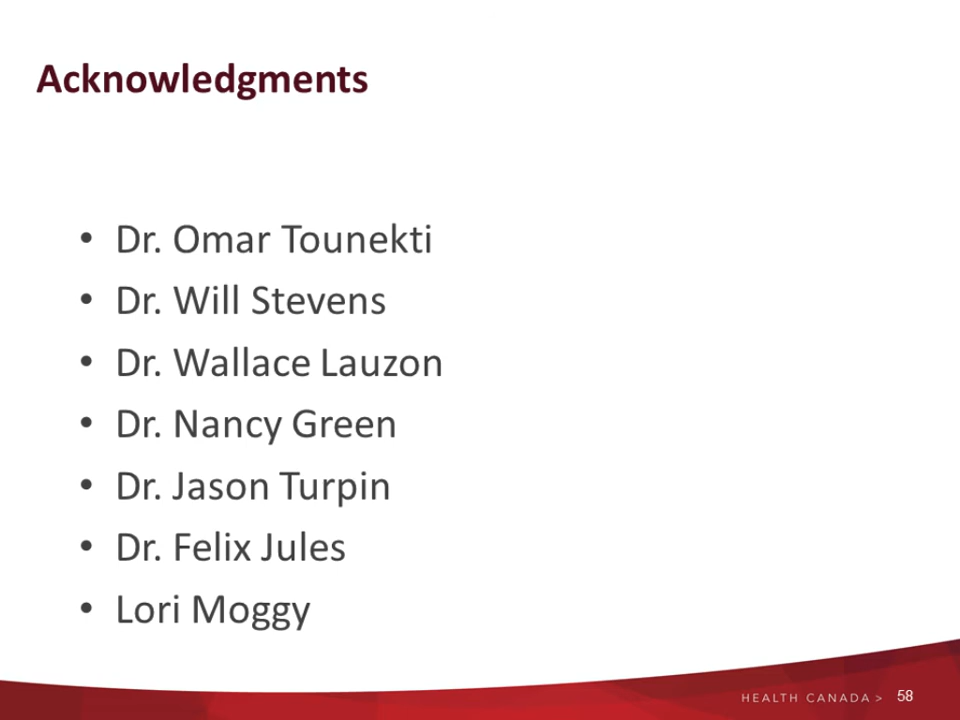 Acknowledgments
• Dr. Omar Tounekti
• Dr. Will Stevens
• Dr. Wallace Lauzon
• Dr. Nancy Green
• Dr. Jason Turpin
• Dr. Felix Jules
• Lori Moggy
HEALTH CANADA > 58